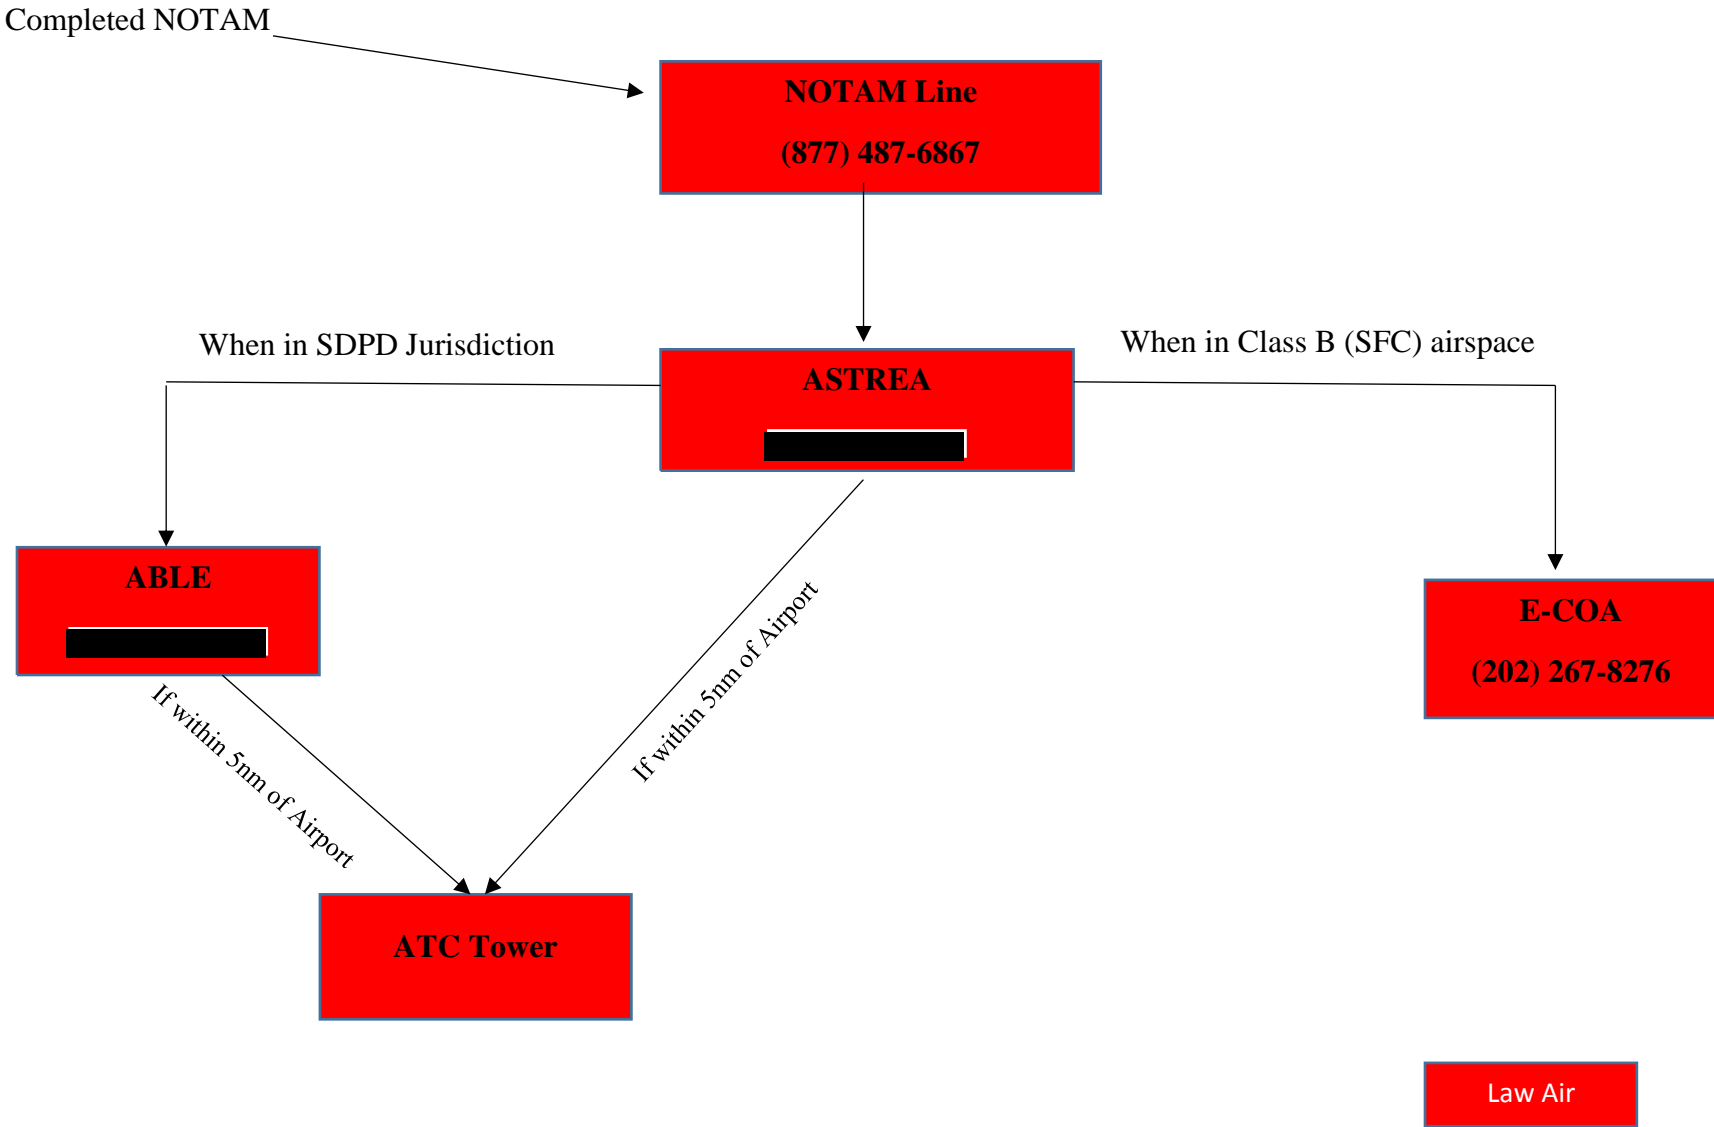 Completed NOTAM
NOTAM Line
(877) 487-6867
When in SDPD Jurisdiction
When in Class B (SFC) airspace
ASTREA
ABLE
E-COA
(202) 267-8276
If within 5nm of Airport
If within 5nm of Airport
ATC Tower
Law Air